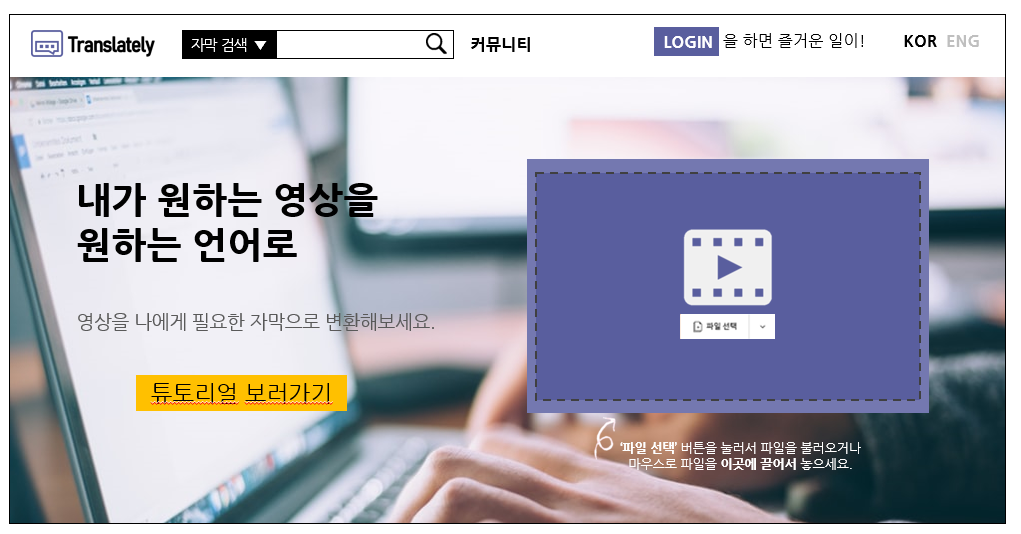 Translately
자막 검색 ▼
커뮤니티
LOGIN 을 하면 즐거운 일이!
KOR ENG
내가 원하는 영상을
원하는 언어로
영상을 나에게 필요한 자막으로 변환해보세요.
튜토리얼 보러가기
파일 선택
‘파일 선택’ 버튼을 눌러서 파일을 불러오거나
마우스로 파일을 이곳에 끌어서 놓으세요.